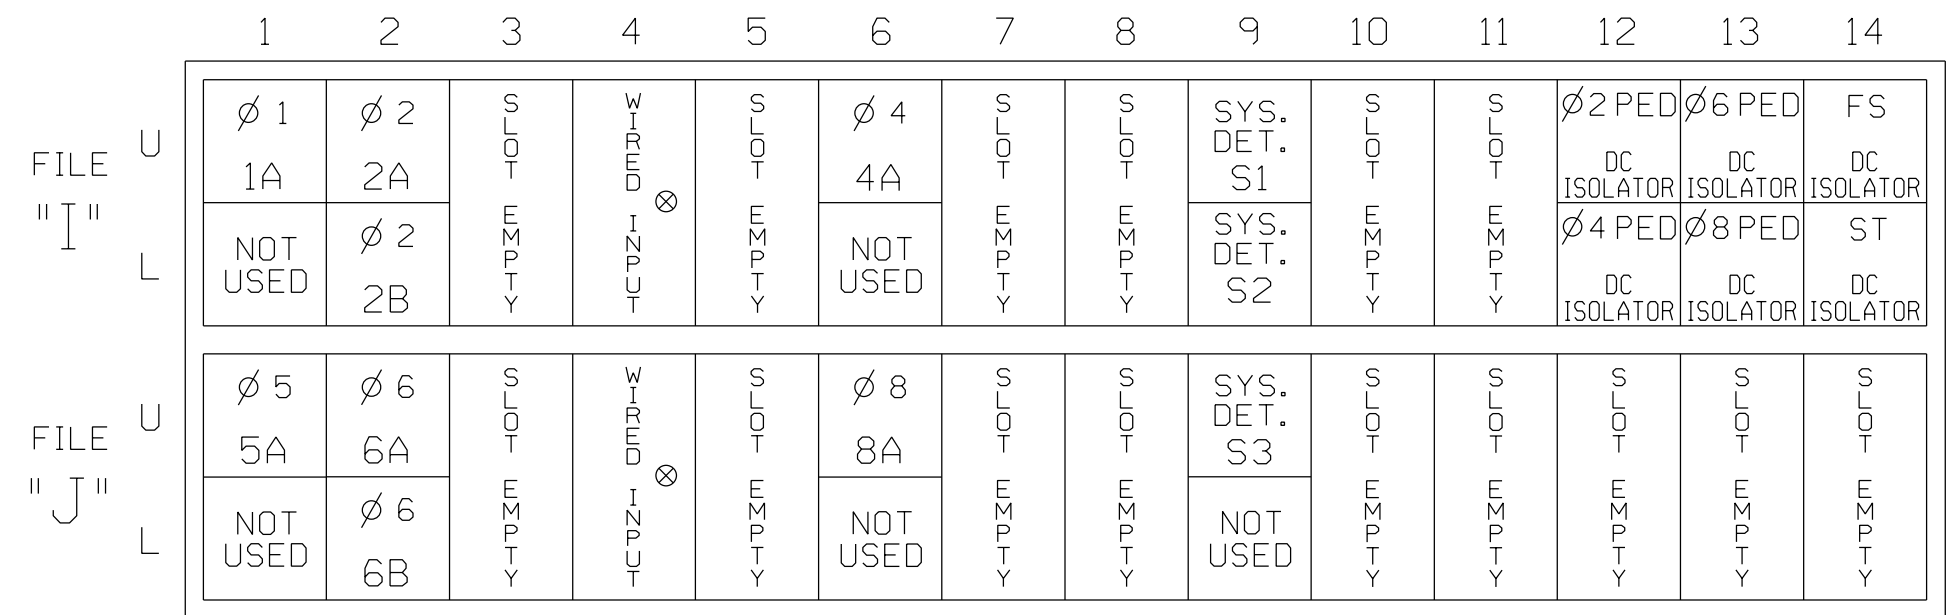 1 2 3 4 5 6 7 8 9 10 11 12 13 14
FILE
"I"
U
L
Ø 1
1A
NOT
USED
Ø 2
2A
Ø 2
2B
SLOT EMPTY
WIRED INPUT
SLOT EMPTY
Ø 4
4A
NOT
USED
SLOT EMPTY
SLOT EMPTY
SYS.
DET.
S1
SYS.
DET.
S2
SLOT EMPTY
SLOT EMPTY
Ø2 PED
DC
ISOLATOR
Ø4 PED
DC
ISOLATOR
Ø6 PED
DC
ISOLATOR
Ø8 PED
DC
ISOLATOR
FS
DC
ISOLATOR
ST
DC
ISOLATOR
FILE
"J"
U
L
Ø 5
5A
NOT
USED
Ø 6
6A
Ø 6
6B
SLOT EMPTY
WIRED INPUT
SLOT EMPTY
Ø 8
8A
NOT
USED
SLOT EMPTY
SLOT EMPTY
SYS.
DET.
S3
NOT
USED
SLOT EMPTY
SLOT EMPTY
SLOT EMPTY
SLOT EMPTY
SLOT EMPTY